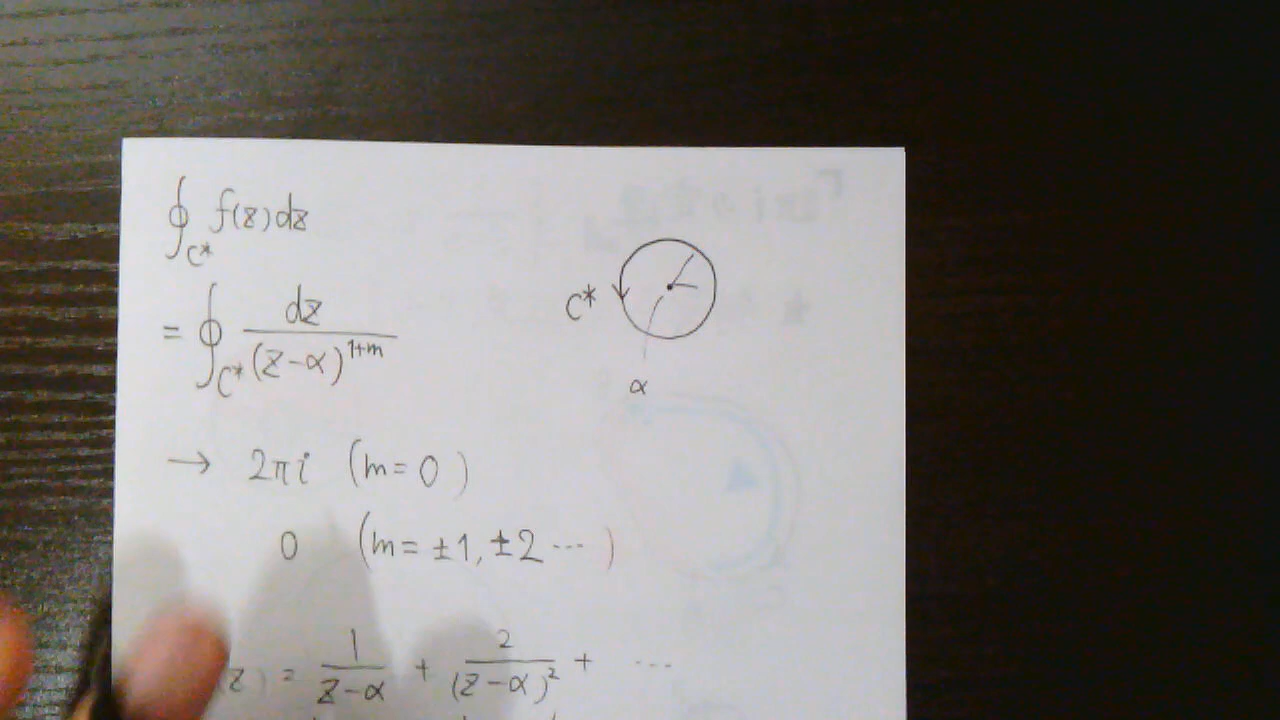 ∮_{C*} f(z)dz
= ∮_{C*} dz/(z-α)^{1+m}
C*
α
→ 2πi (m=0)
0 (m=±1,±2…)
z) = 1/(z-α) + 2/(z-α)² + …